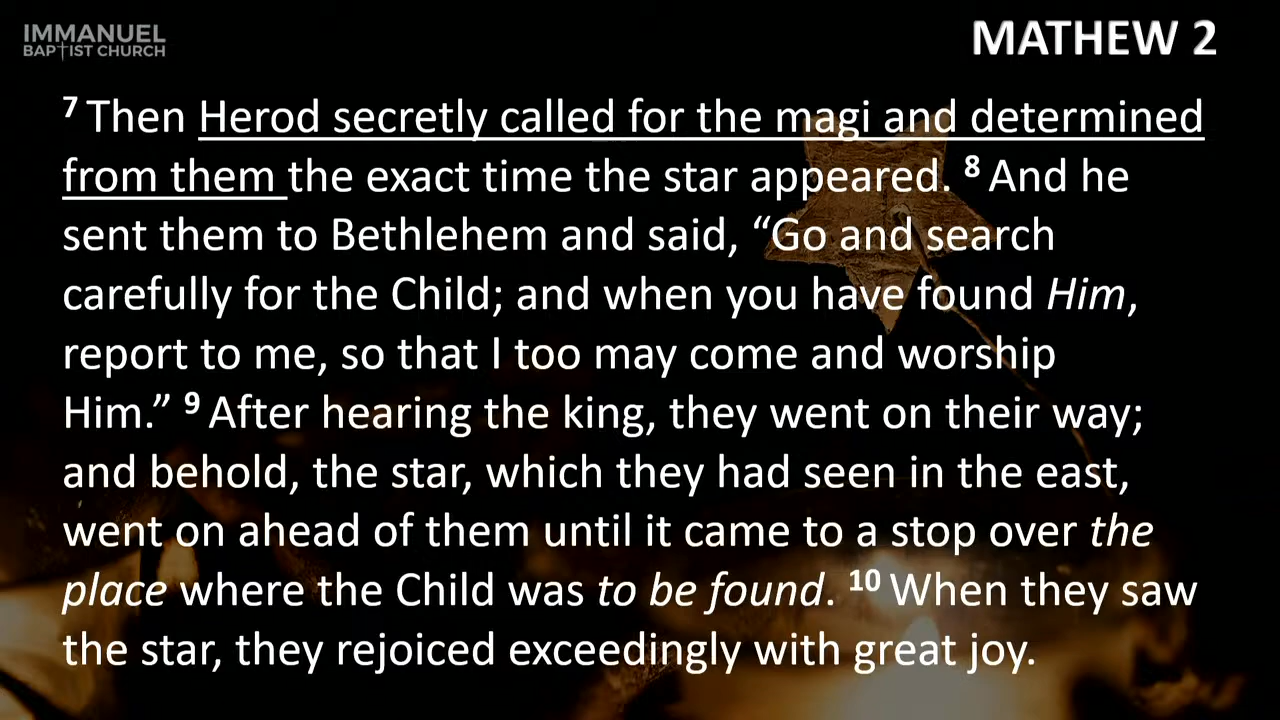 IMMANUEL
BAPTIST CHURCH
MATHEW 2
7 Then Herod secretly called for the magi and determined
from them the exact time the star appeared. 8 And he
sent them to Bethlehem and said, “Go and search
carefully for the Child; and when you have found Him,
report to me, so that I too may come and worship
Him.” 9 After hearing the king, they went on their way;
and behold, the star, which they had seen in the east,
went on ahead of them until it came to a stop over the
place where the Child was to be found. 10 When they saw
the star, they rejoiced exceedingly with great joy.